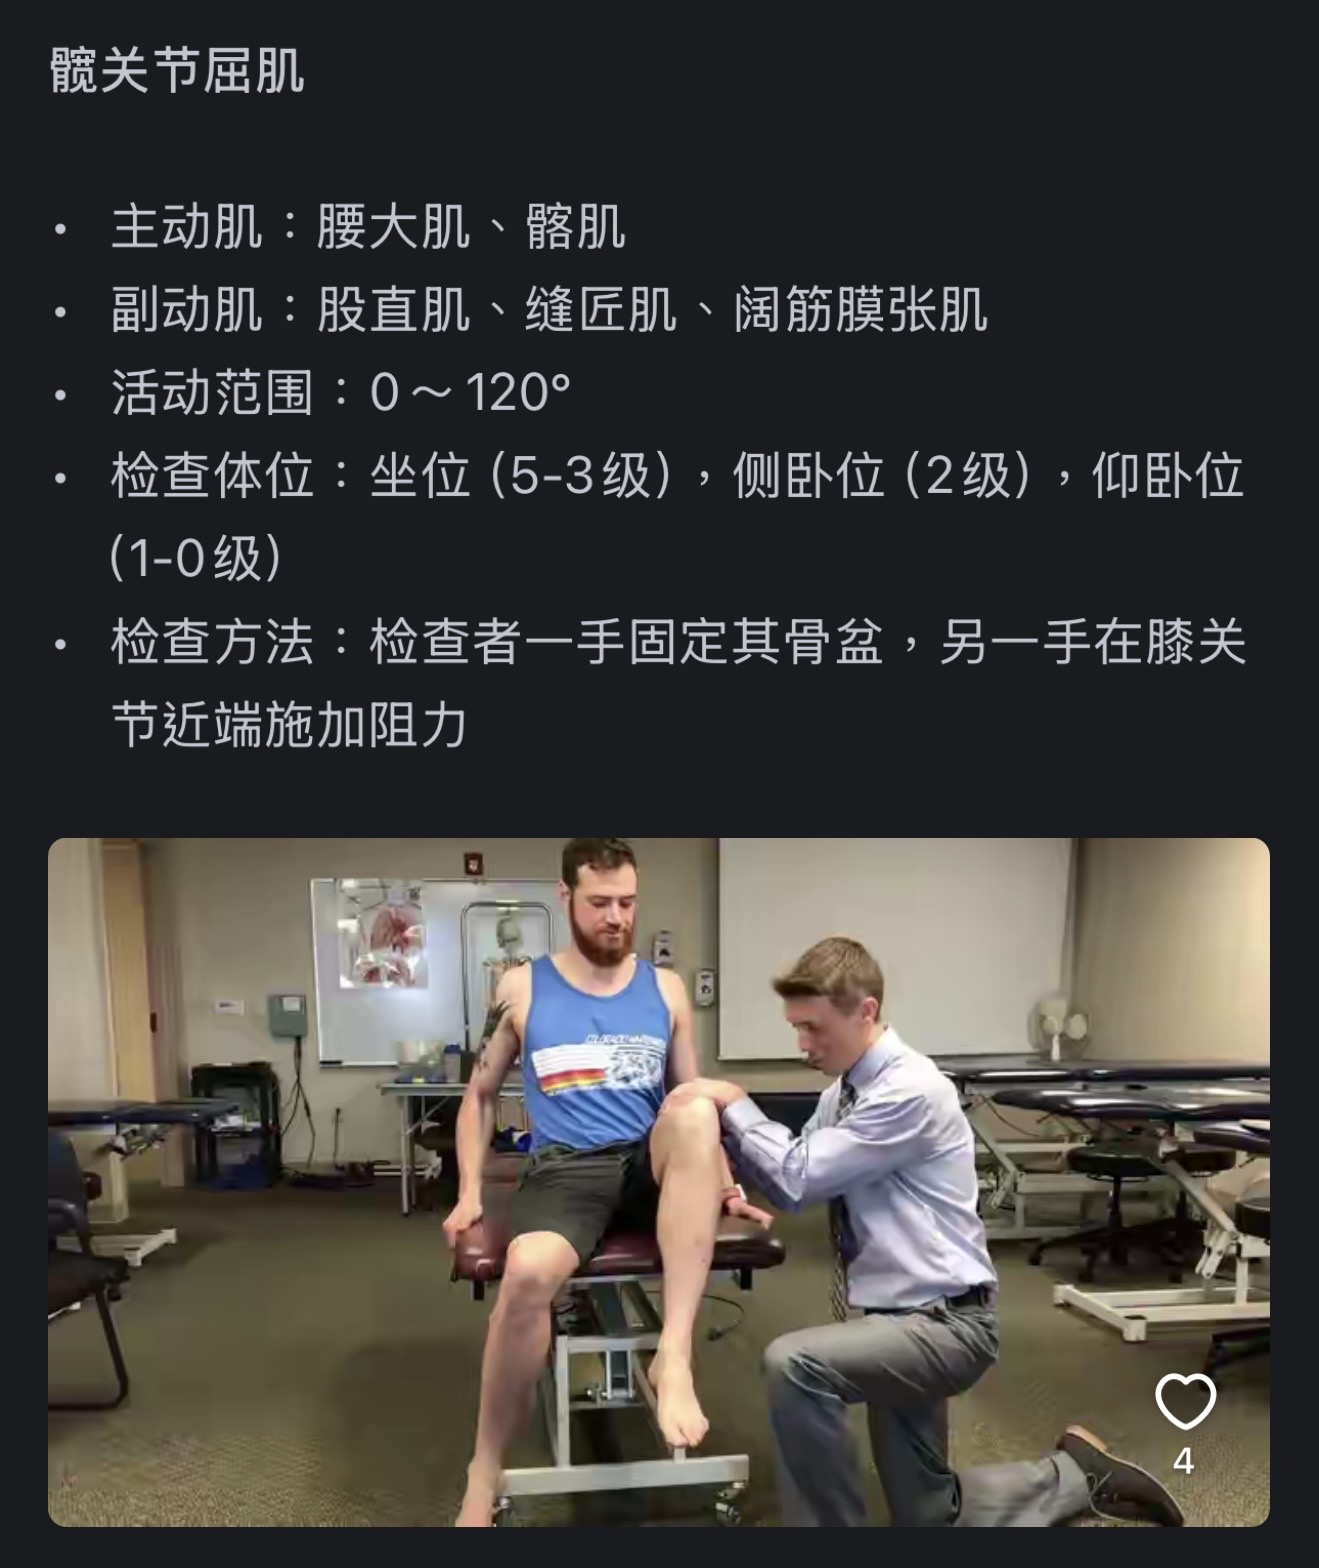 髋关节屈肌
• 主动肌：腰大肌、髂肌
• 副动肌：股直肌、缝匠肌、阔筋膜张肌
• 活动范围：0～120°
• 检查体位：坐位（5-3级），侧卧位（2级），仰卧位
（1-0级）
• 检查方法：检查者一手固定其骨盆，另一手在膝关
节近端施加阻力
4